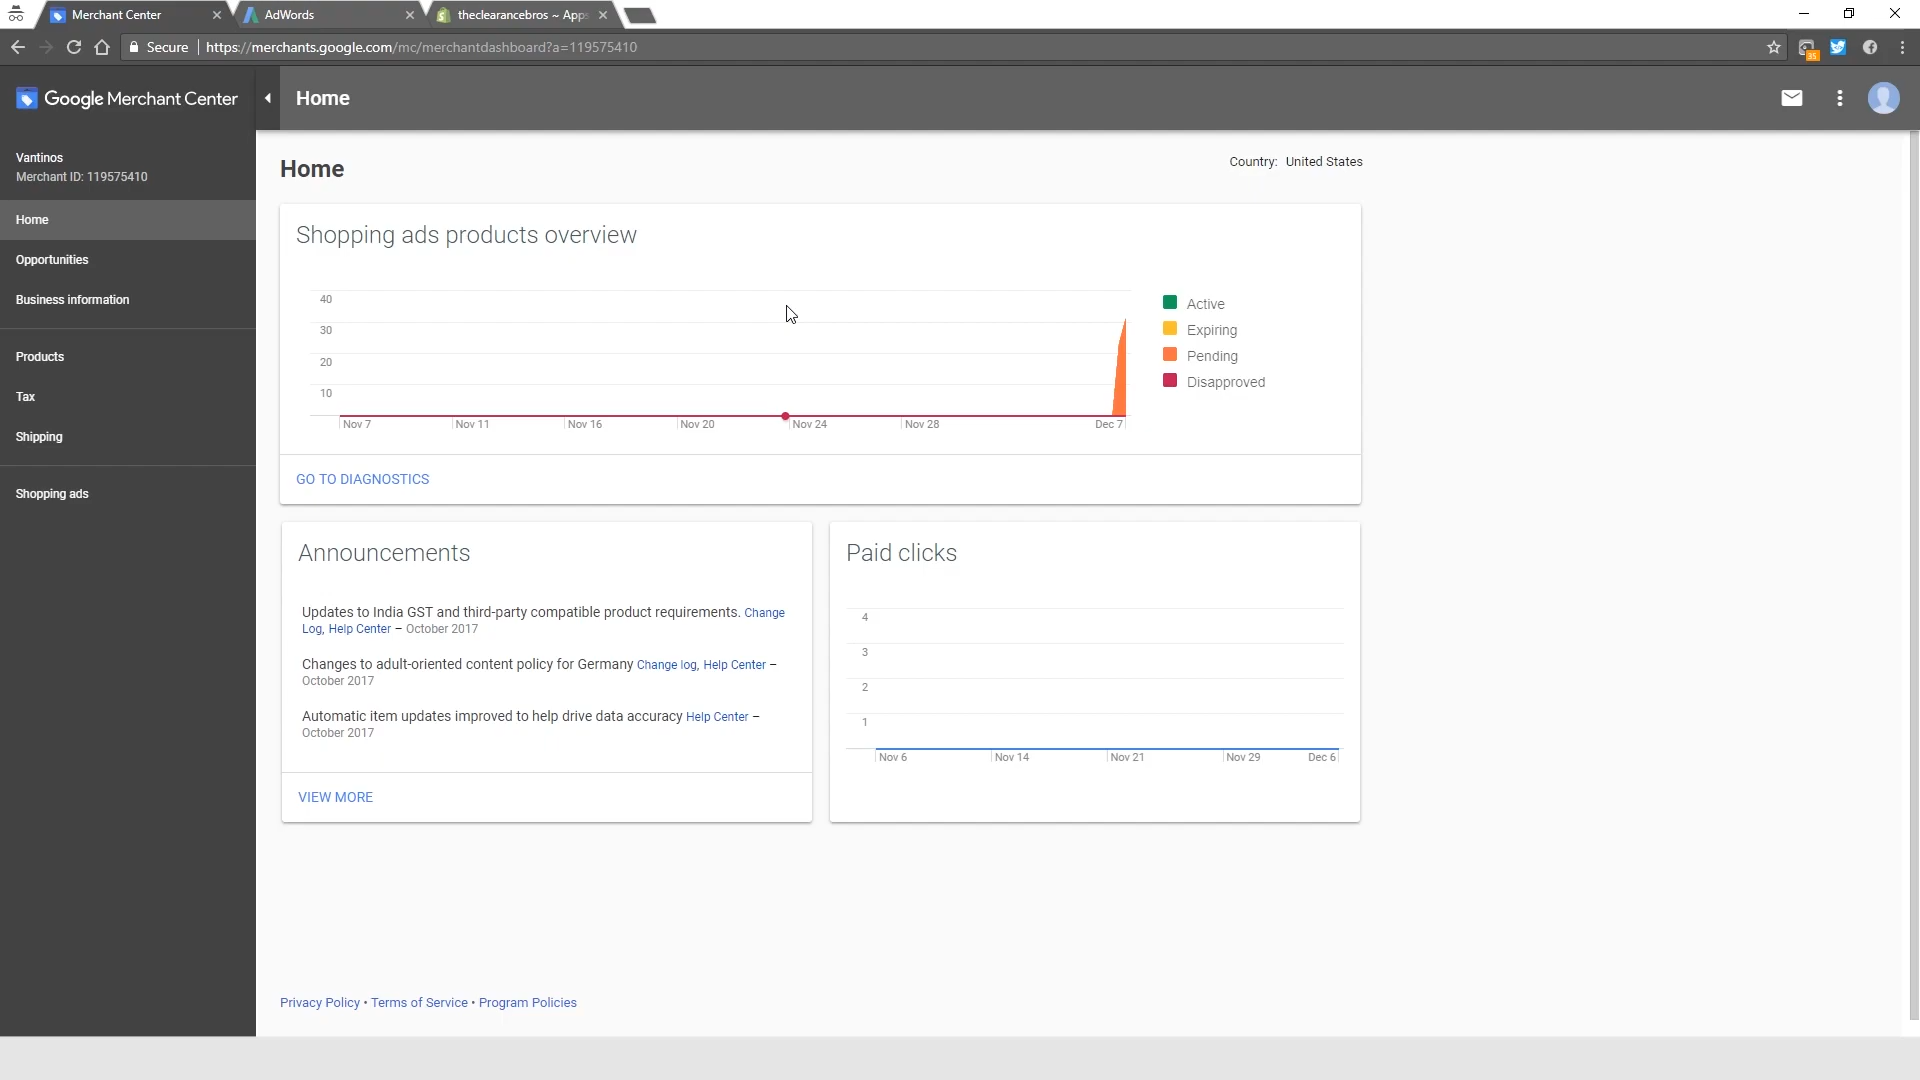 Merchant Center
AdWords
theclearancebros ~ App
Secure
https://merchants.google.com/mc/merchantdashboard?a=119575410
35
Google Merchant Center
Home
Vantinos
Merchant ID: 119575410
Home
Opportunities
Business information
Products
Tax
Shipping
Shopping ads
Home
Country: United States
Shopping ads products overview
40
30
20
10
Nov 7
Nov 11
Nov 16
Nov 20
Nov 24
Nov 28
Dec 7
Active
Expiring
Pending
Disapproved
GO TO DIAGNOSTICS
Announcements
Updates to India GST and third-party compatible product requirements. Change
Log, Help Center – October 2017
Changes to adult-oriented content policy for Germany Change log, Help Center –
October 2017
Automatic item updates improved to help drive data accuracy Help Center –
October 2017
VIEW MORE
Paid clicks
4
3
2
1
Nov 6
Nov 14
Nov 21
Nov 29
Dec 6
Privacy Policy • Terms of Service • Program Policies